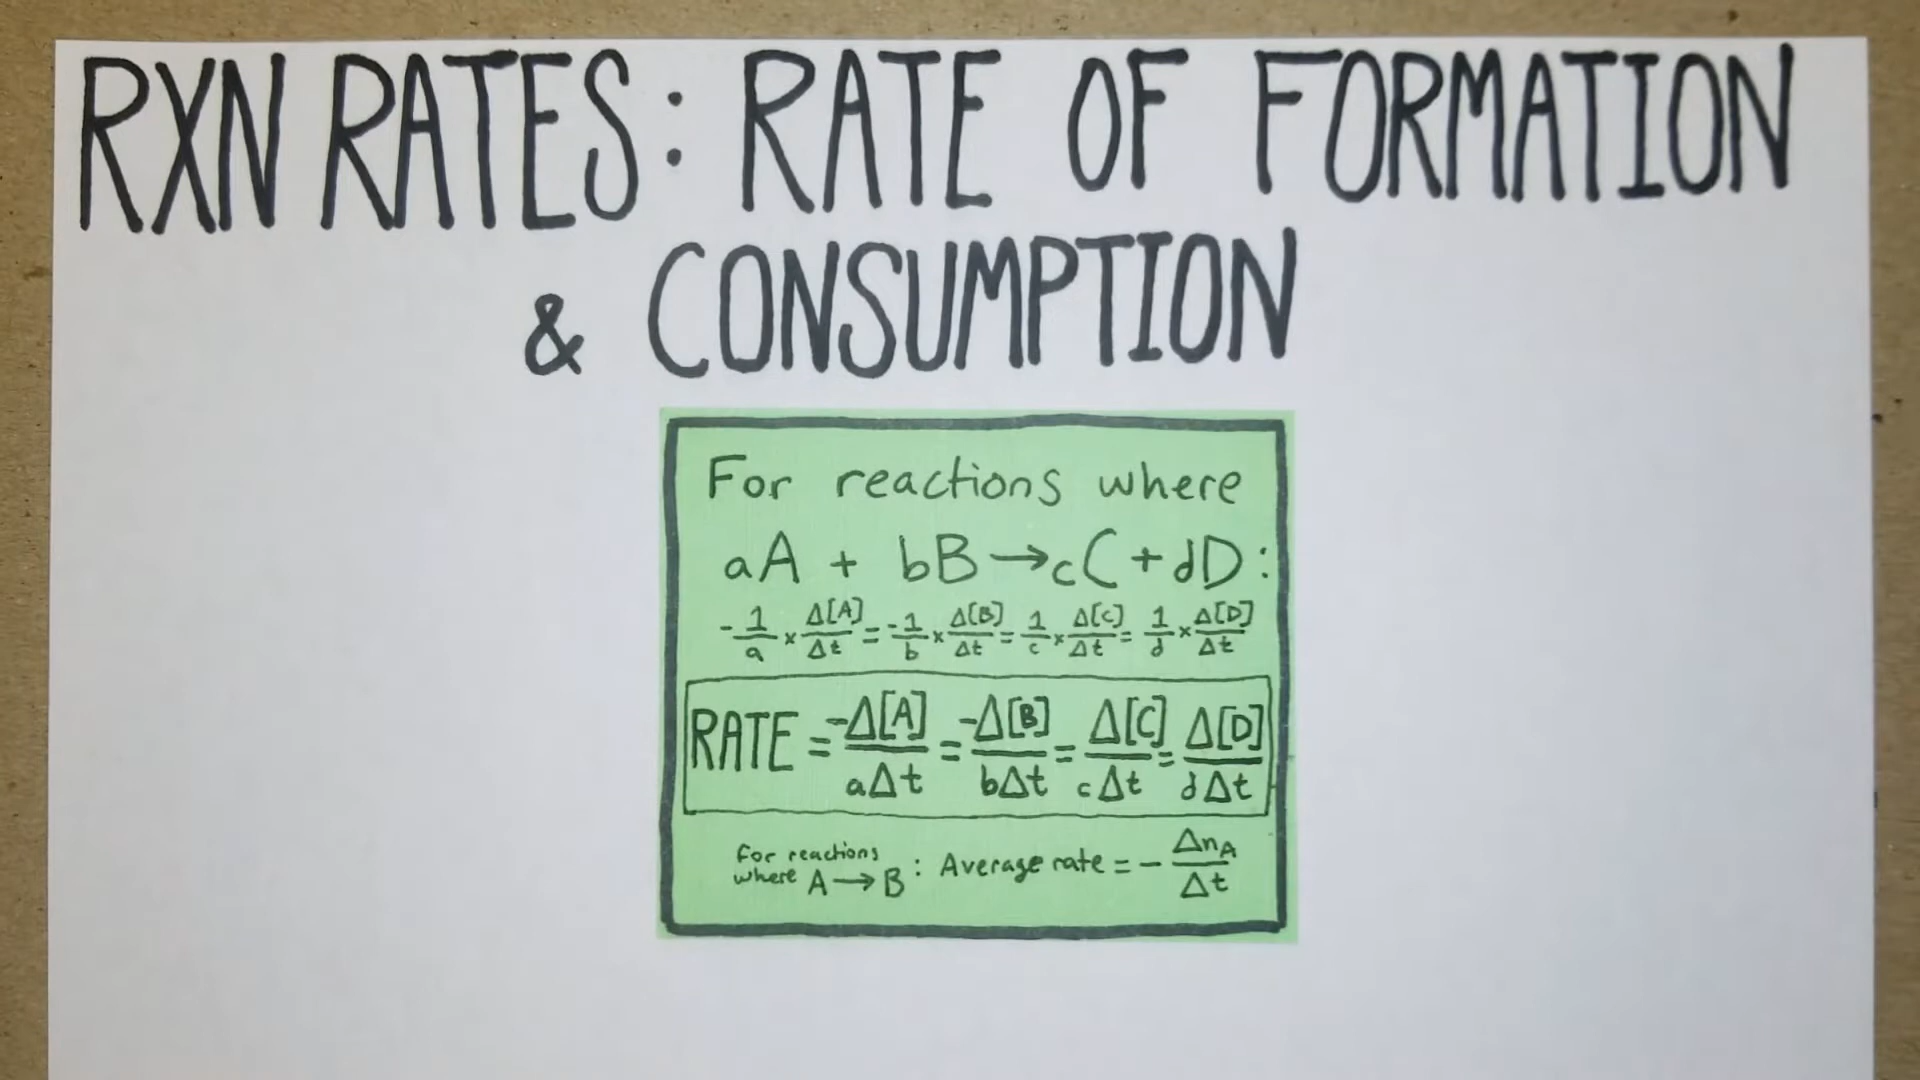 RXN RATES: RATE OF FORMATION
& CONSUMPTION
For reactions where
aA + bB → cC + dD:
-1/a × Δ[A]/Δt = -1/b × Δ[B]/Δt = 1/c × Δ[C]/Δt = 1/d × Δ[D]/Δt
RATE = -Δ[A]/aΔt = -Δ[B]/bΔt = Δ[C]/cΔt = Δ[D]/dΔt
For reactions where A → B : Average rate = - Δn_A/Δt